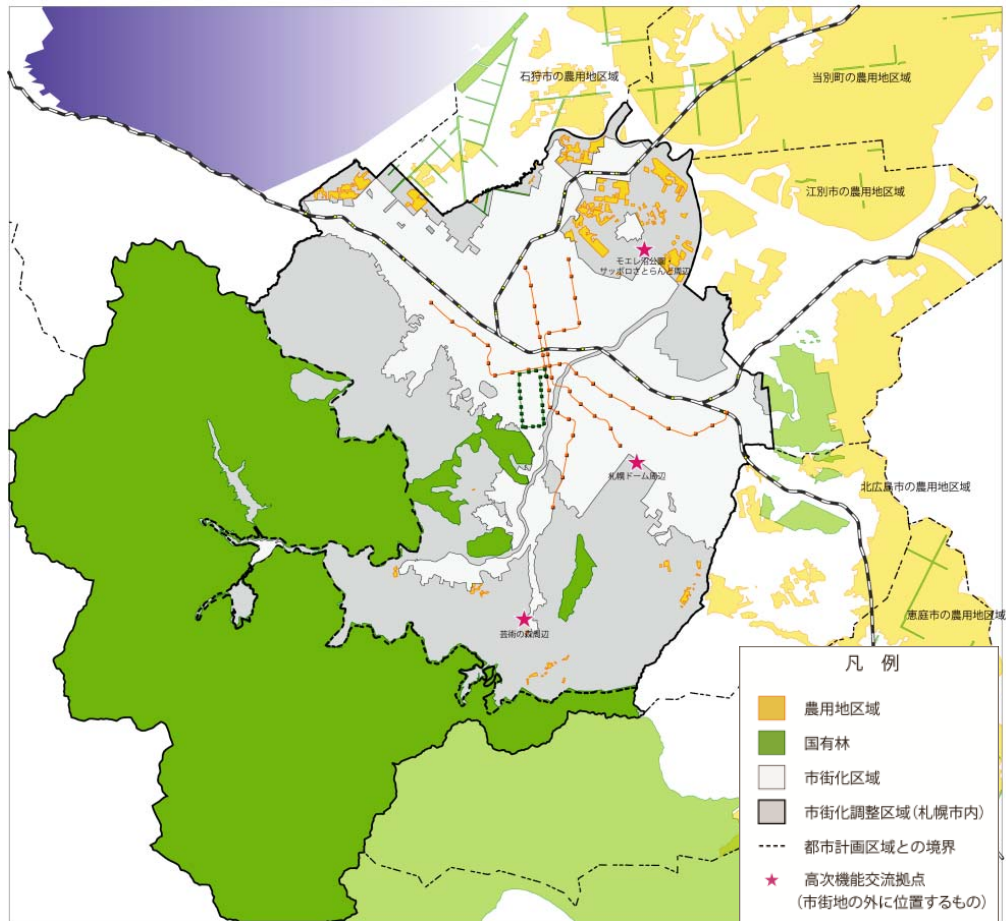 石狩市の農用地区域
当別町の農用地区域
江別市の農用地区域
モエレ沼公園・
サッポロさとらんど周辺
札幌ドーム周辺
北広島市の農用地区域
恵庭市の農用地区域
芸術の森周辺
凡 例
農用地区域
国有林
市街化区域
市街化調整区域(札幌市内)
都市計画区域との境界
高次機能交流拠点
(市街地の外に位置するもの)